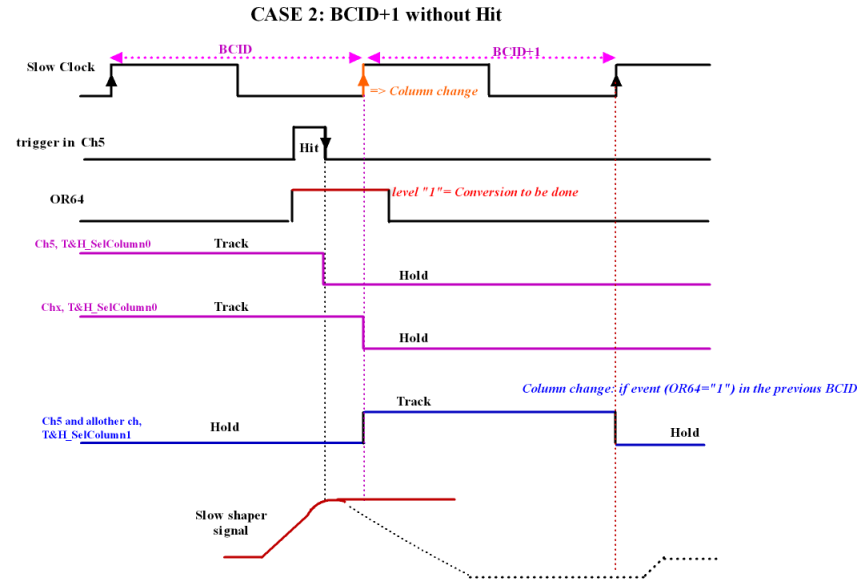 CASE 2: BCID+1 without Hit
BCID
BCID+1
Slow Clock
=> Column change
trigger in Ch5
Hit
level "1"= Conversion to be done
OR64
Ch5, T&H_SelColumn0
Track
Hold
Chx, T&H_SelColumn0
Track
Hold
Column change: if event (OR64="1") in the previous BCID
Track
Ch5 and allother ch,
T&H_SelColumn1
Hold
Hold
Slow shaper
signal